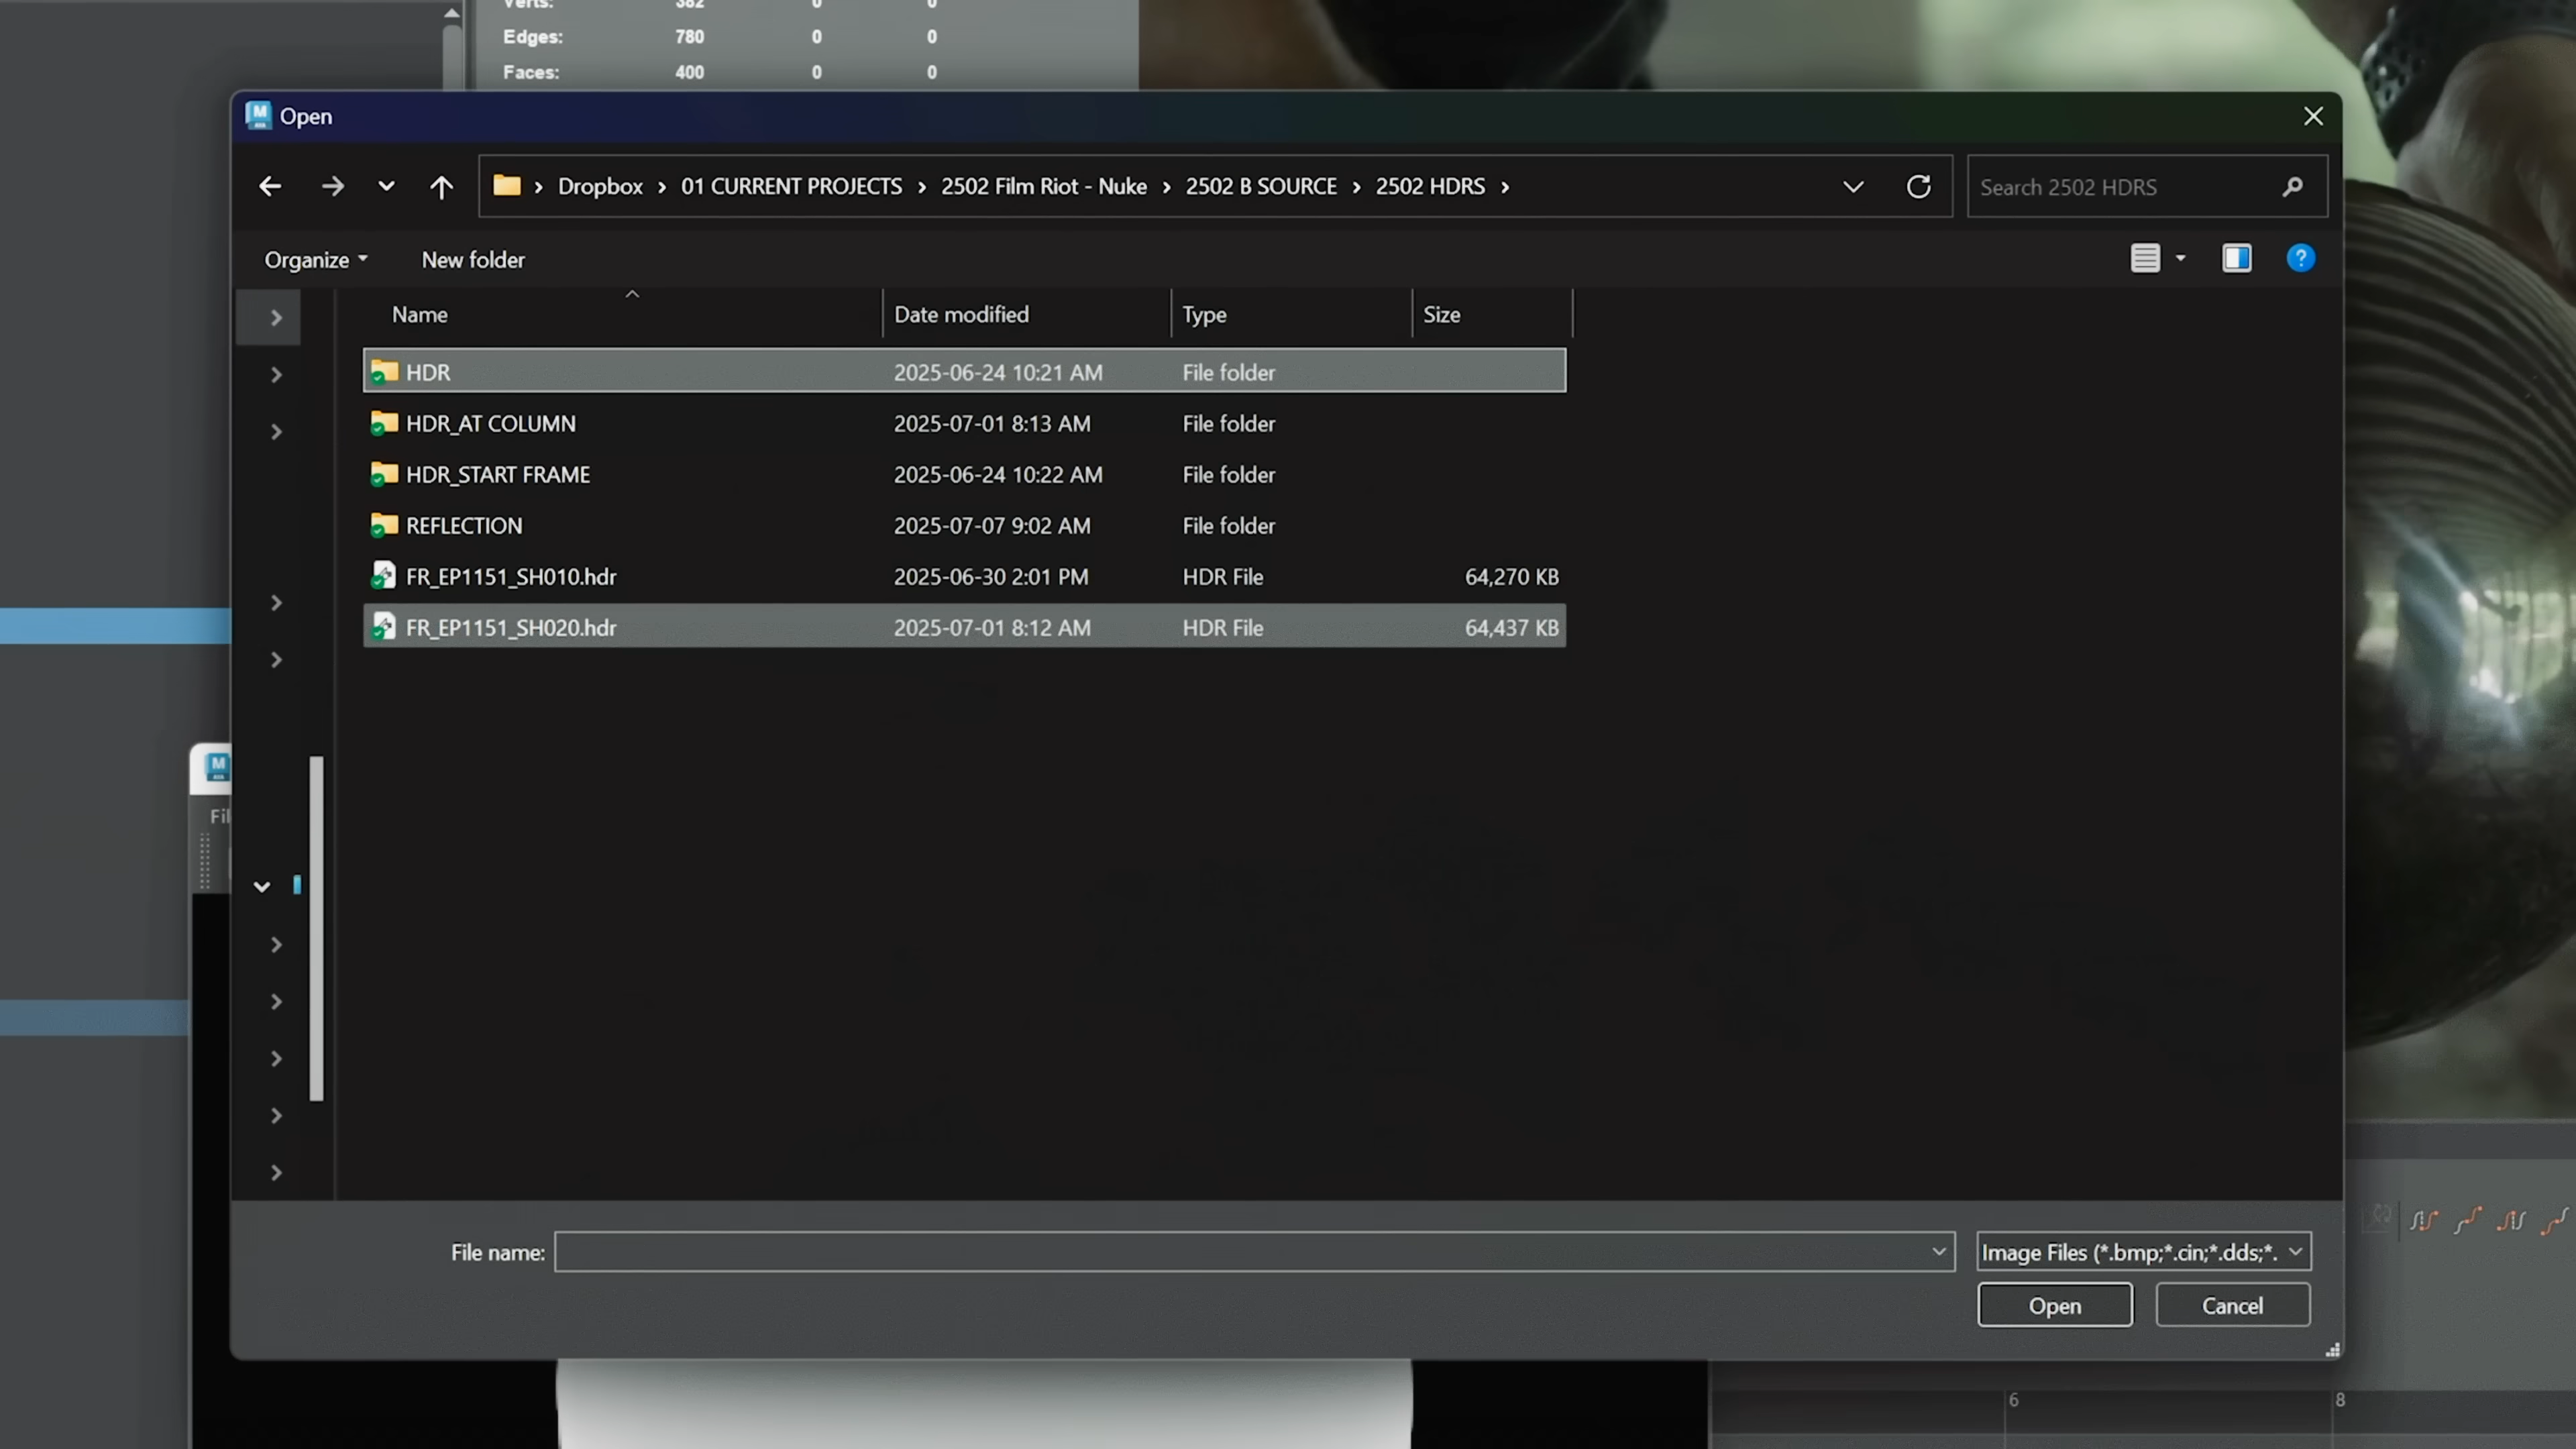 Verts: 382 0 0
Edges: 780 0 0
Faces: 400 0 0
Open
Dropbox › 01 CURRENT PROJECTS › 2502 Film Riot - Nuke › 2502 B SOURCE › 2502 HDRS ›
Search 2502 HDRS
Organize
New folder
Name Date modified Type Size
HDR 2025-06-24 10:21 AM File folder
HDR_AT COLUMN 2025-07-01 8:13 AM File folder
HDR_START FRAME 2025-06-24 10:22 AM File folder
REFLECTION 2025-07-07 9:02 AM File folder
FR_EP1151_SH010.hdr 2025-06-30 2:01 PM HDR File 64,270 KB
FR_EP1151_SH020.hdr 2025-07-01 8:12 AM HDR File 64,437 KB
File name:
Image Files (*.bmp;*.cin;*.dds;*.
Open
Cancel
6 8